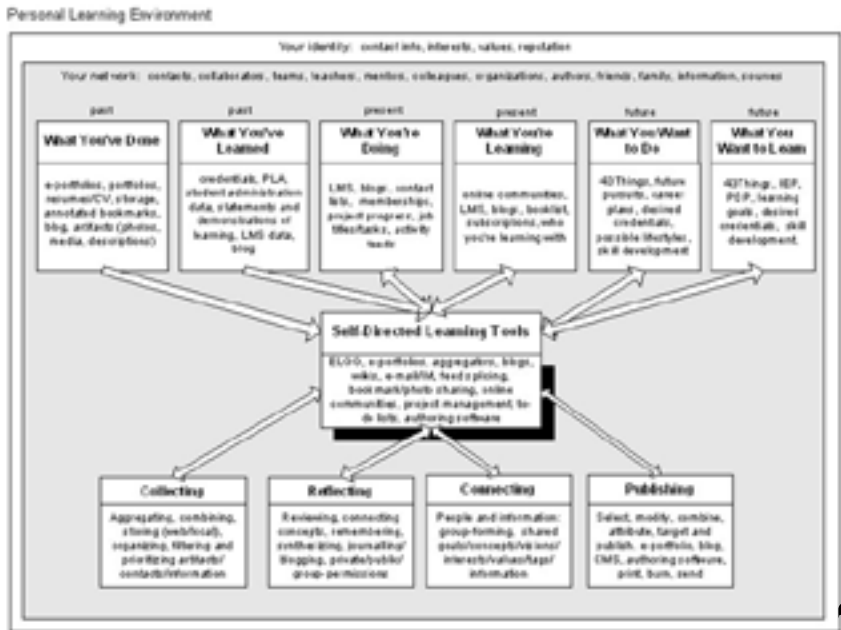 Personal Learning Environment
Your identity: contact info, interests, values, reputation
Your network: contacts, collaborators, teams, teachers, mentors, colleagues, organizations, authors, friends, family, information, sources
past
What You've Done
e-portfolios, portfolios,
resumes/CV, storage,
annotated bookmarks,
blog, artifacts (photos,
media, descriptions)
past
What You've
Learned
credentials, PLA,
student administration
data, statements and
demonstrations of
learning, LMS data,
blog
present
What You're
Doing
LMS, blogs, contact
lists, memberships,
project progress, job
titles/tasks, activity
feeds
present
What You're
Learning
online communities,
LMS, blogs, booklist,
subscriptions, who
you're learning with
future
What You Want
to Do
43Things, future
pursuits, career
plans, desired
credentials,
possible lifestyles,
skill development
future
What You
Want to Learn
43Things, IEP,
PDP, learning
goals, desired
credentials, skill
development,
Self-Directed Learning Tools
ELGG, e-portfolios, aggregators, blogs,
wikis, e-mail/IM, feed splicing,
bookmark/photo sharing, online
communities, project management, to-
do lists, authoring software
Collecting
Aggregating, combining,
storing (web/local),
organizing, filtering and
prioritizing artifacts/
contacts/information
Reflecting
Reviewing, connecting
concepts, remembering,
synthesizing, journalling/
blogging, private/public/
group-permissions
Connecting
People and information:
group-forming, shared
goals/concepts/visions/
interests/values/tags/
information
Publishing
Select, modify, combine,
attribute, target and
publish. e-portfolio, blog,
CMS, authoring software,
print, burn, send